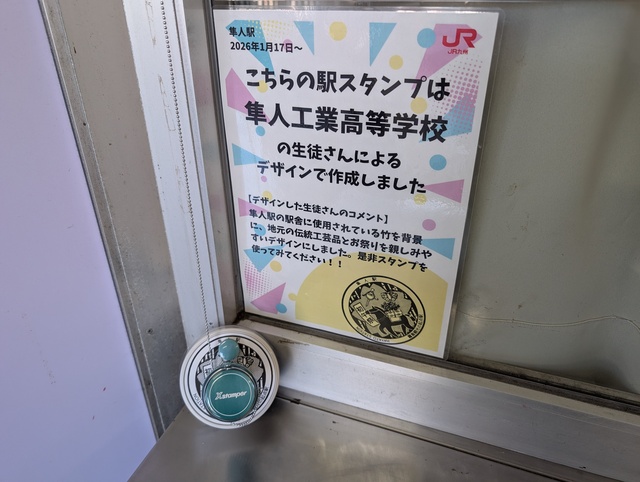 隼人駅
2026年1月17日～
JR
JR九州
こちらの駅スタンプは
隼人工業高等学校
の生徒さんによる
デザインで作成しました
【デザインした生徒さんのコメント】
隼人駅の駅舎に使用されている竹を背景
に、地元の伝統工芸品とお祭りを親しみや
すいデザインにしました。是非スタンプを
使ってみてください！！
隼人駅
Xstamper